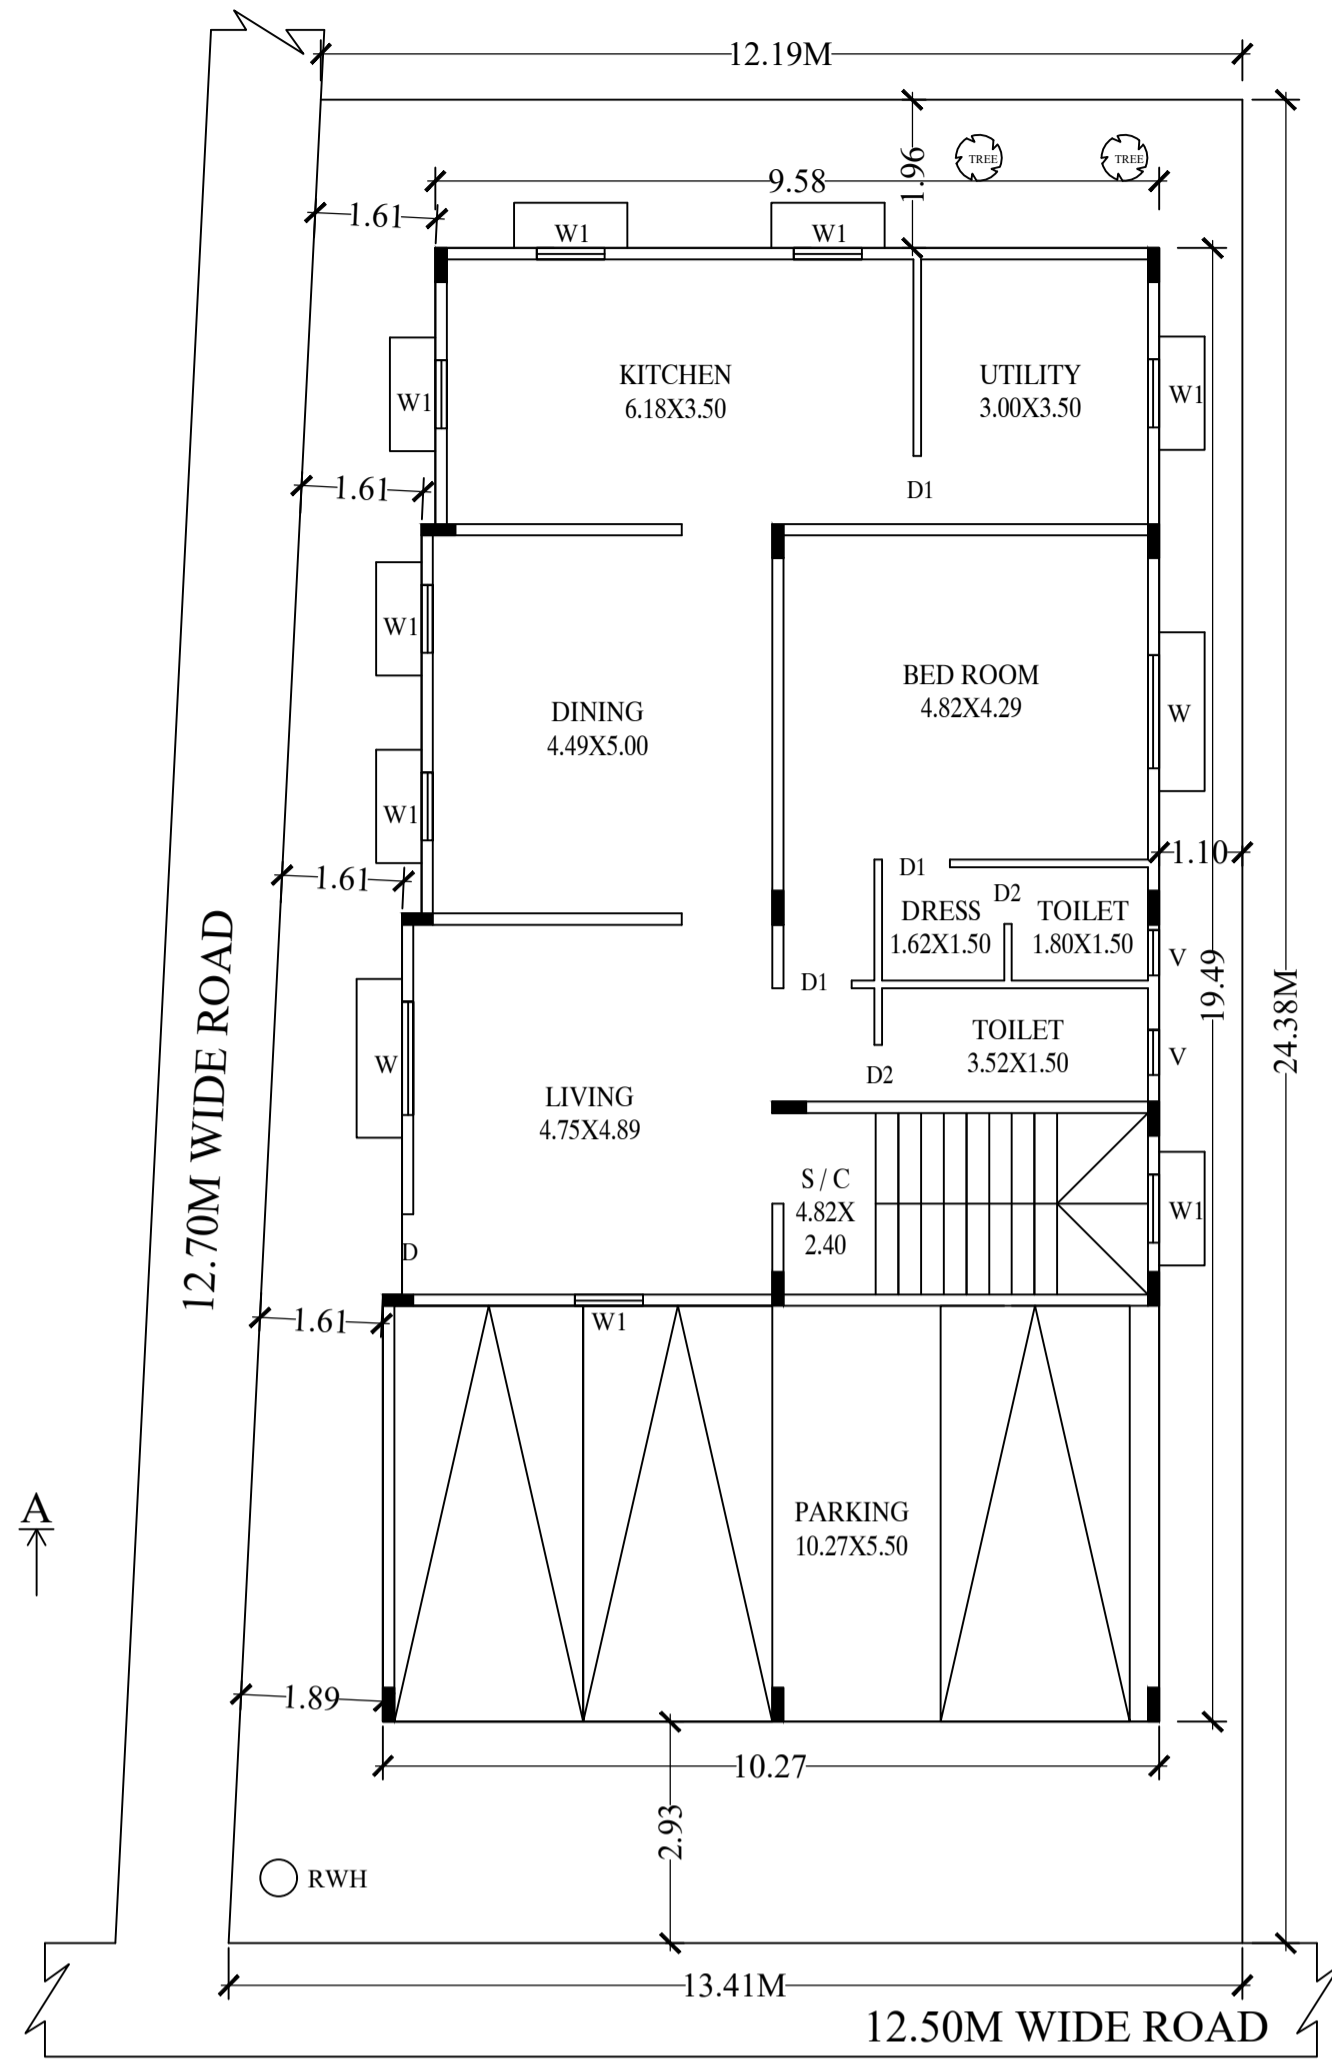 12.19M
TREE
TREE
1.96
9.58
1.61
W1
W1
KITCHEN
6.18X3.50
UTILITY
3.00X3.50
W1
W1
1.61
D1
W1
BED ROOM
4.82X4.29
DINING
4.49X5.00
W
W1
1.10
1.61
D1
D2
DRESS
1.62X1.50
TOILET
1.80X1.50
V
D1
19.49
24.38M
12.70M WIDE ROAD
TOILET
3.52X1.50
V
W
D2
LIVING
4.75X4.89
S / C
4.82X
2.40
W1
D
1.61
W1
A
PARKING
10.27X5.50
1.89
10.27
2.93
RWH
13.41M
12.50M WIDE ROAD